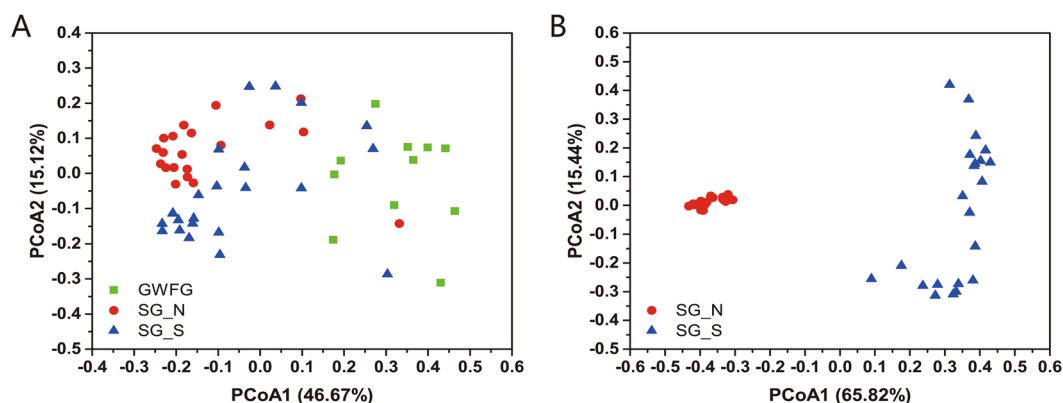 A
0.4
0.3
0.2
0.1
0.0
-0.1
-0.2
-0.3
-0.4
-0.5
PCoA2 (15.12%)
GWFG
SG_N
SG_S
-0.4 -0.3 -0.2 -0.1 0.0 0.1 0.2 0.3 0.4 0.5 0.6
PCoA1 (46.67%)
B
0.6
0.5
0.4
0.3
0.2
0.1
0.0
-0.1
-0.2
-0.3
-0.4
-0.5
PCoA2 (15.44%)
SG_N
SG_S
-0.6 -0.5 -0.4 -0.3 -0.2 -0.1 0.0 0.1 0.2 0.3 0.4 0.5 0.6
PCoA1 (65.82%)